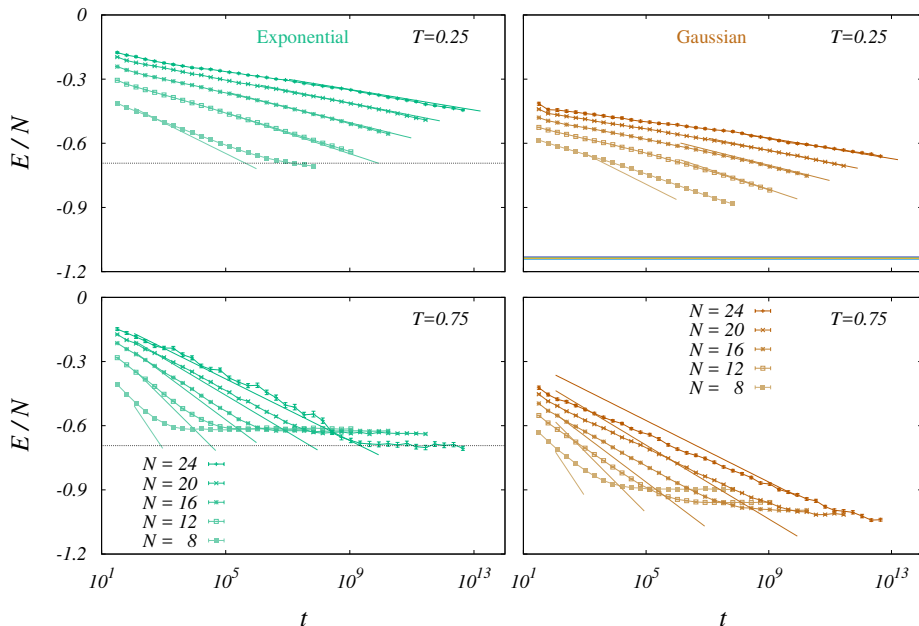 0
Exponential T=0.25
Gaussian T=0.25
-0.3
-0.6
-0.9
-1.2
E / N
0
T=0.75
T=0.75
-0.3
-0.6
-0.9
-1.2
E / N
N = 24
N = 20
N = 16
N = 12
N = 8
N = 24
N = 20
N = 16
N = 12
N = 8
10^1 10^5 10^9 10^13
10^1 10^5 10^9 10^13
t
t